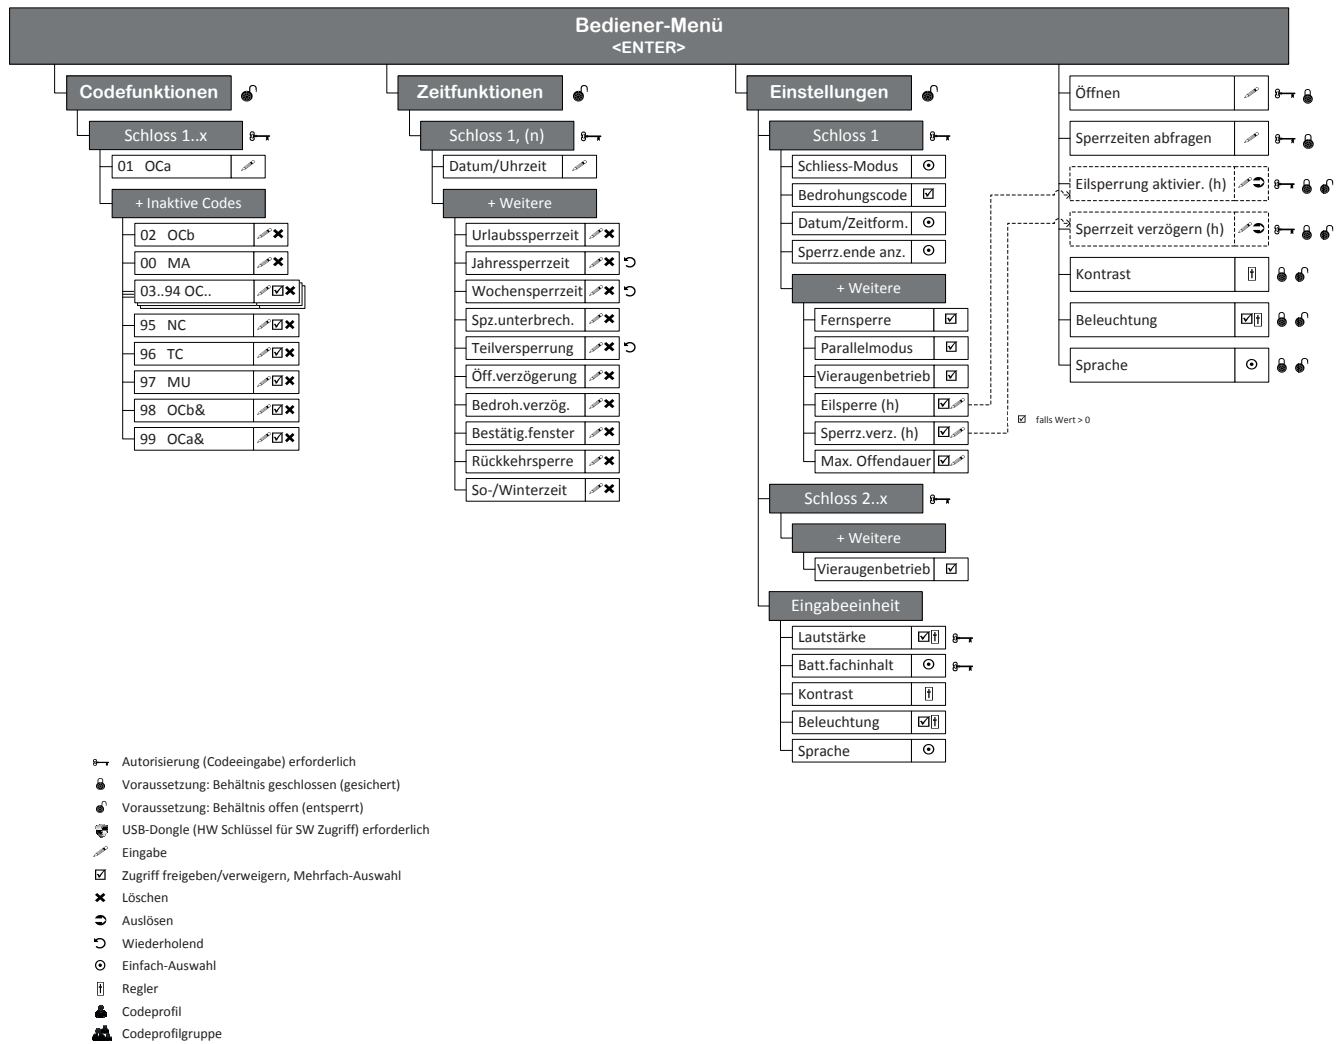 Bediener-Menü
<ENTER>
Codefunktionen
Schloss 1..x
01 OCa
+ Inaktive Codes
02 OCb
00 MA
03..94 OC..
95 NC
96 TC
97 MU
98 OCb&
99 OCa&
Zeitfunktionen
Schloss 1, (n)
Datum/Uhrzeit
+ Weitere
Urlaubssperrzeit
Jahressperrzeit
Wochensperrzeit
Spz.unterbrech.
Teilversperrung
Öff.verzögerung
Bedroh.verzög.
Bestätig.fenster
Rückkehrsperre
So-/Winterzeit
Einstellungen
Schloss 1
Schliess-Modus
Bedrohungscode
Datum/Zeitform.
Sperrz.ende anz.
+ Weitere
Fernsperre
Parallelmodus
Vieraugenbetrieb
Eilsperre (h)
Sperrz.verz. (h)
Max. Offendauer
Schloss 2..x
+ Weitere
Vieraugenbetrieb
Eingabeeinheit
Lautstärke
Batt.fachinhalt
Kontrast
Beleuchtung
Sprache
Öffnen
Sperrzeiten abfragen
Eilsperrung aktivier. (h)
Sperrzeit verzögern (h)
Kontrast
Beleuchtung
Sprache
falls Wert > 0
Autorisierung (Codeeingabe) erforderlich
Voraussetzung: Behältnis geschlossen (gesichert)
Voraussetzung: Behältnis offen (entsperrt)
USB-Dongle (HW Schlüssel für SW Zugriff) erforderlich
Eingabe
Zugriff freigeben/verweigern, Mehrfach-Auswahl
Löschen
Auslösen
Wiederholend
Einfach-Auswahl
Regler
Codeprofil
Codeprofilgruppe